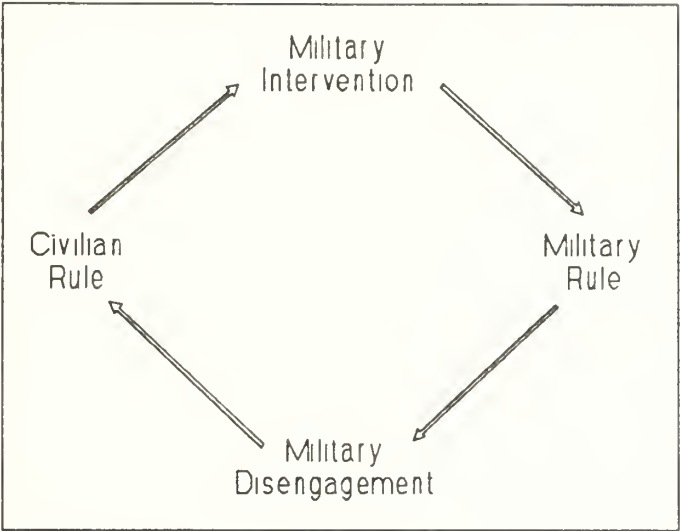 Military
Intervention
Civilian
Rule
Military
Rule
Military
Disengagement